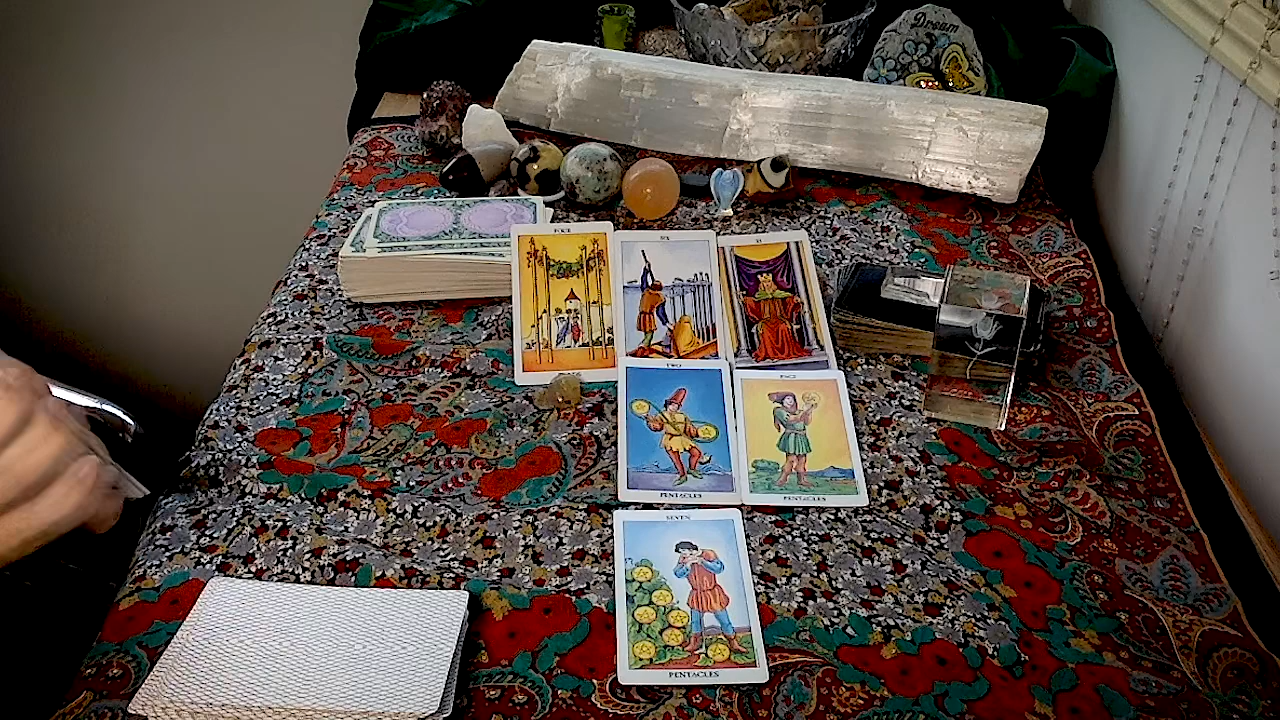 Dream
FOUR
SIX
TWO
PENTACLES
PAGE
PENTACLES
SEVEN
PENTACLES